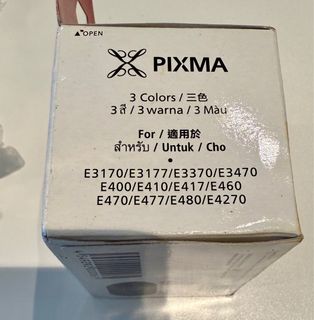 OPEN
PIXMA
3 Colors / 三色
3 สี / 3 warna / 3 Màu
For / 適用於
สำหรับ / Untuk / Cho
•
E3170/E3177/E3370/E3470
E400/E410/E417/E460
E470/E477/E480/E4270